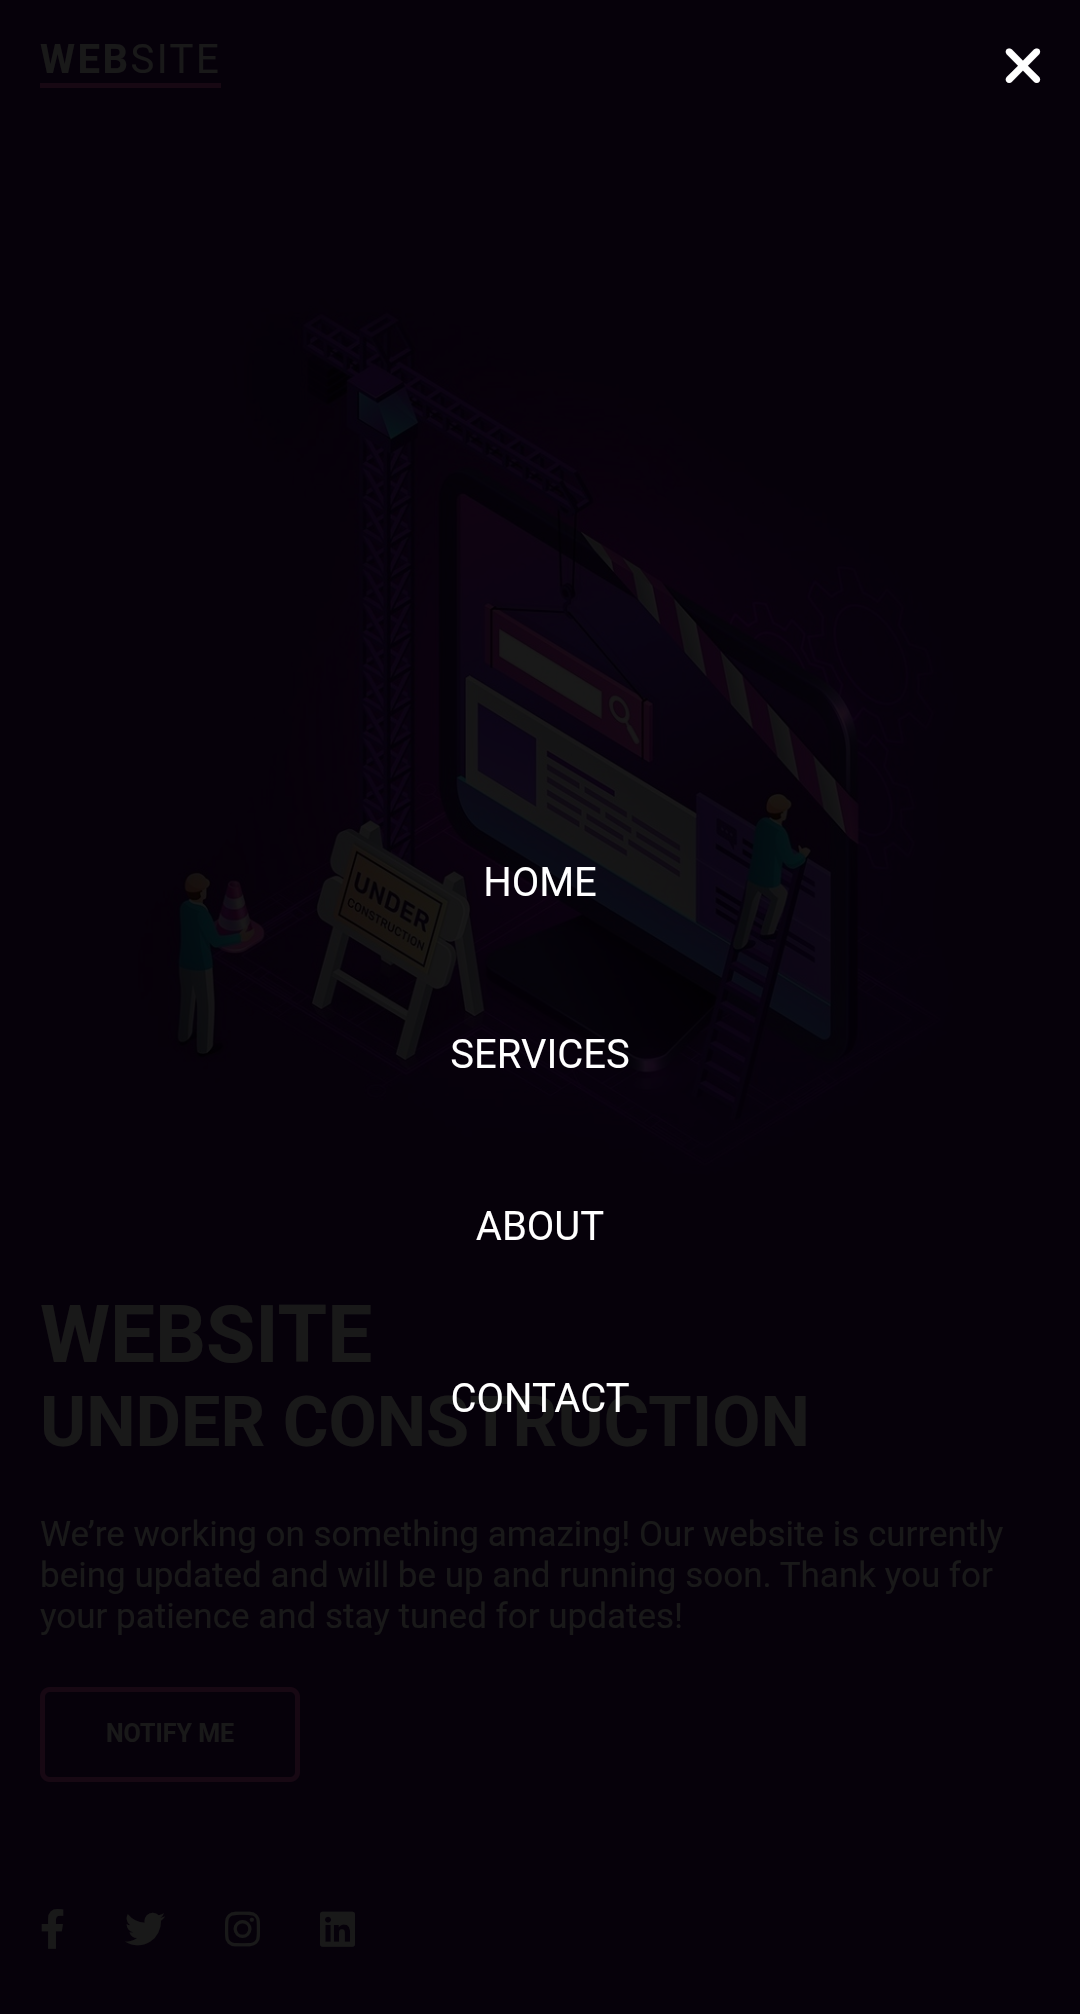 WEBSITE
UNDER
CONSTRUCTION
HOME
SERVICES
ABOUT
WEBSITE
CONTACT
UNDER CONSTRUCTION
We’re working on something amazing! Our website is currently
being updated and will be up and running soon. Thank you for
your patience and stay tuned for updates!
NOTIFY ME